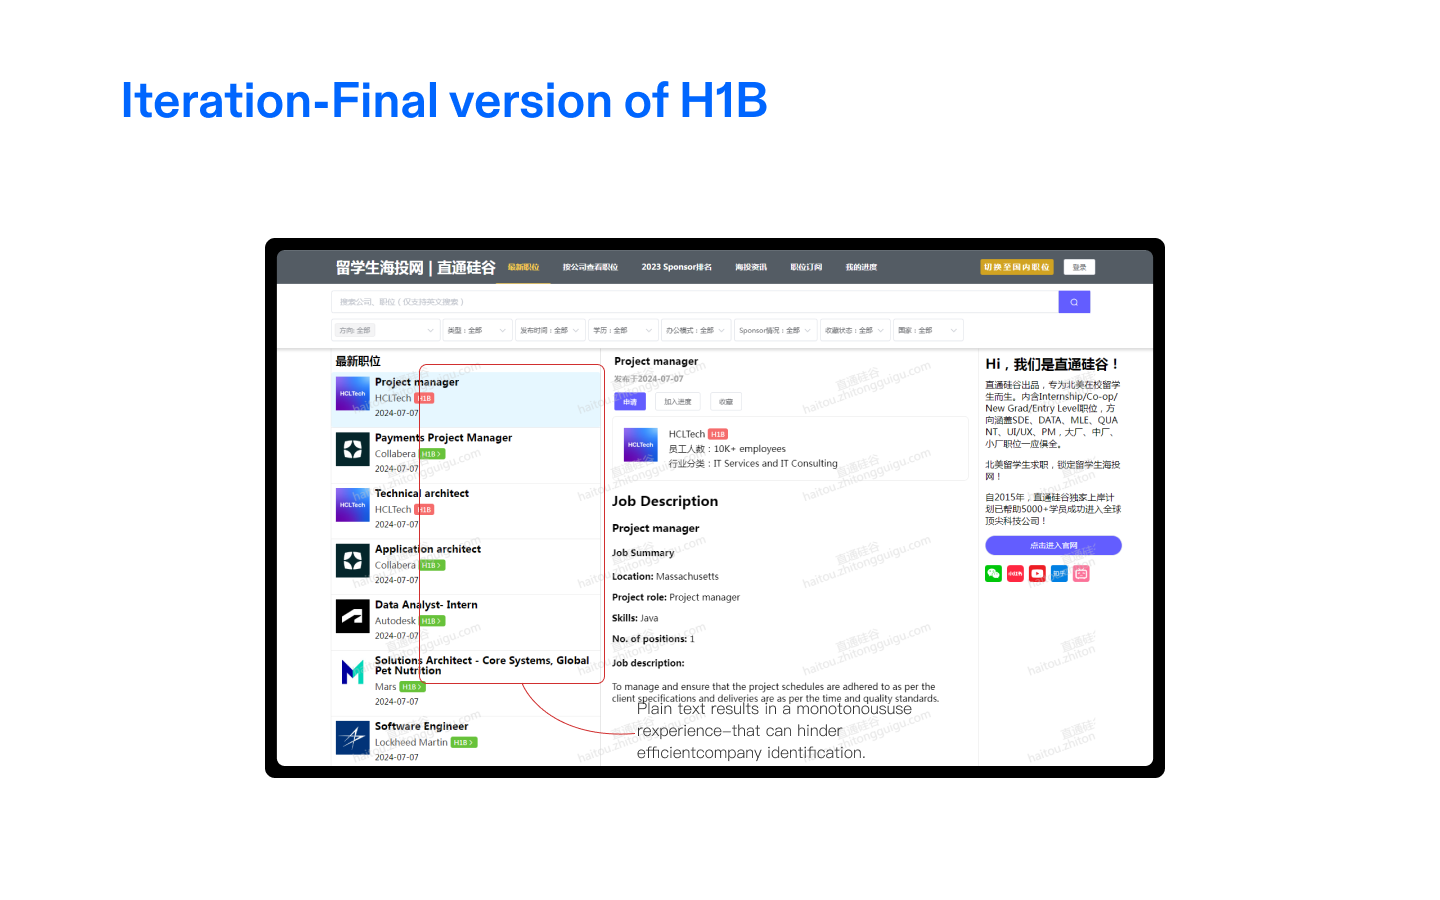 Iteration-Final version of H1B
留学生海投网 | 直通硅谷
最新职位
按公司查看职位
2023 Sponsor排名
海投资讯
职位订阅
我的进度
切换至国内职位
登录
搜索公司、职位 ( 仅支持英文搜索 )
方向: 全部
类型：全部
发布时间：全部
学历：全部
办公模式：全部
Sponsor情况：全部
收藏状态：全部
国家：全部
最新职位
HCLTech
Project manager
HCLTech H1B
2024-07-07
Payments Project Manager
Collabera H1B >
2024-07-07
HCLTech
Technical architect
HCLTech H1B
2024-07-07
Application architect
Collabera H1B >
2024-07-07
Data Analyst- Intern
Autodesk H1B >
2024-07-07
Solutions Architect - Core Systems, Global
Pet Nutrition
Mars H1B >
2024-07-07
Software Engineer
Lockheed Martin H1B >
2024-07-07
Project manager
发布于2024-07-07
申请
加入进度
收藏
HCLTech
HCLTech H1B
员工人数：10K+ employees
行业分类：IT Services and IT Consulting
Job Description
Project manager
Job Summary
Location: Massachusetts
Project role: Project manager
Skills: Java
No. of positions: 1
Job description:
To manage and ensure that the project schedules are adhered to as per the
client specifications and deliveries are as per the time and quality standards.
Plain text results in a monotonoususe
rexperience-that can hinder
efficientcompany identification.
Hi，我们是直通硅谷！
直通硅谷出品，专为北美在校留学
生而生。内含Internship/Co-op/
New Grad/Entry Level职位，方
向涵盖SDE、DATA、MLE、QUA
NT、UI/UX、PM，大厂、中厂、
小厂职位一应俱全。
北美留学生求职，锁定留学生海投
网！
自2015年，直通硅谷独家上岸计
划已帮助5000+学员成功进入全球
顶尖科技公司！
点击进入官网
小红书
知乎
直通硅谷
haitou.zhitongguigu.com